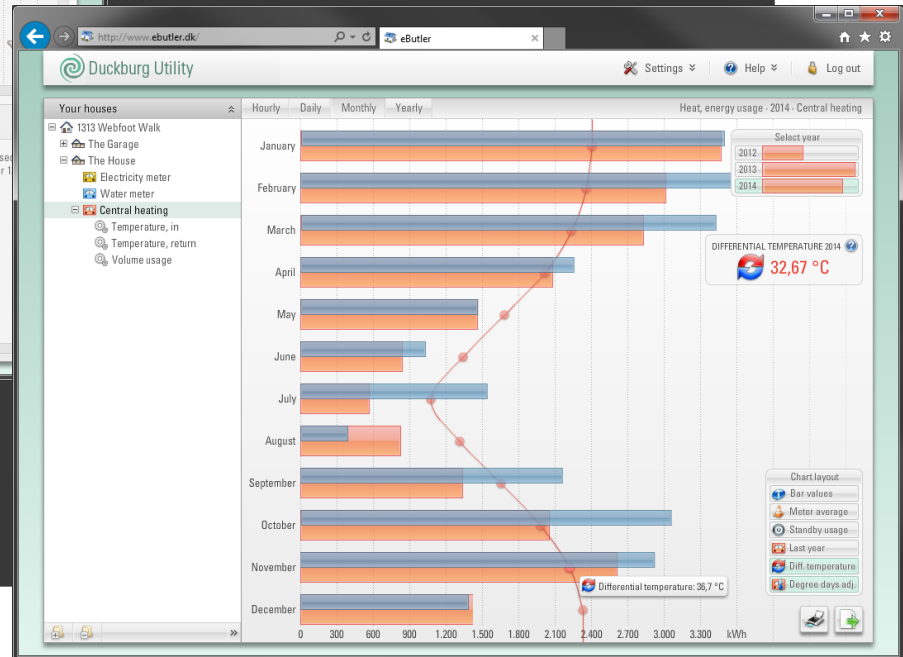 http://www.ebutler.dk/
eButler
Duckburg Utility
Settings
Help
Log out
Your houses
1313 Webfoot Walk
The Garage
The House
Electricity meter
Water meter
Central heating
Temperature, in
Temperature, return
Volume usage
Hourly Daily Monthly Yearly
Heat, energy usage - 2014 - Central heating
Select year
2012
2013
2014
DIFFERENTIAL TEMPERATURE 2014
32,67 °C
January
February
March
April
May
June
July
August
September
October
November
December
Differential temperature: 36,7 °C
0 300 600 900 1.200 1.500 1.800 2.100 2.400 2.700 3.000 3.300 kWh
Chart layout
Bar values
Meter average
Standby usage
Last year
Diff. temperature
Degree days adj.